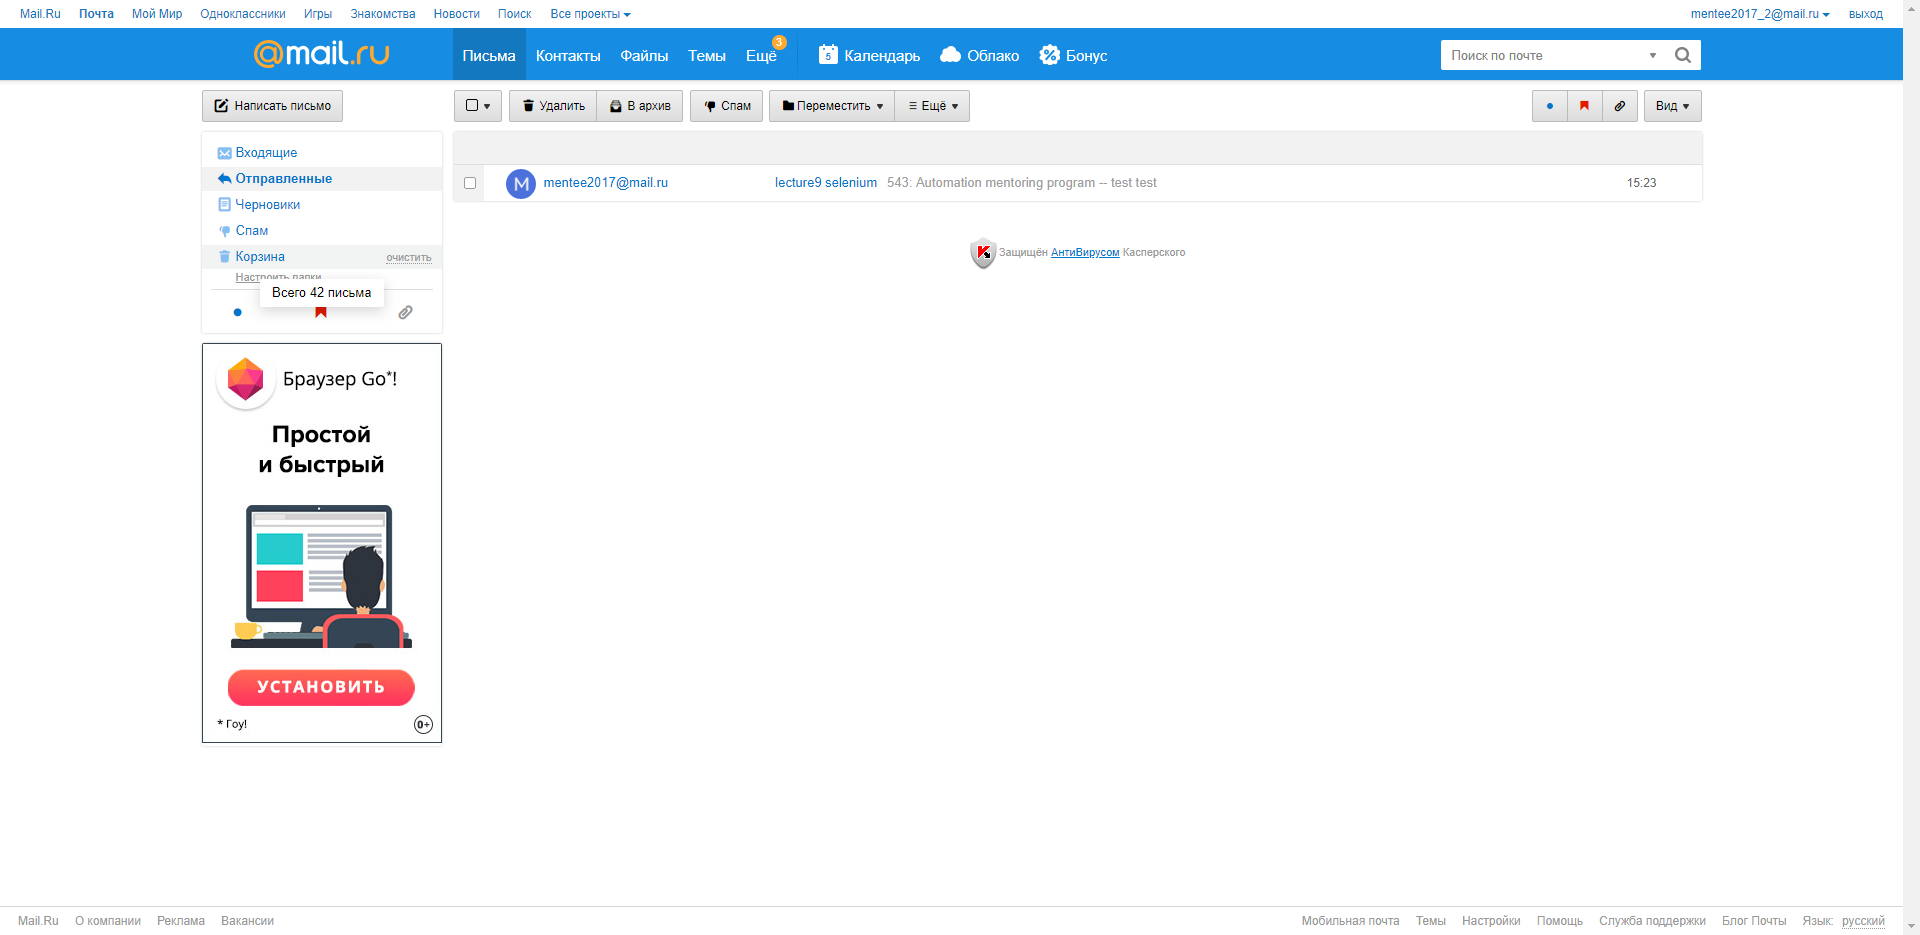 Mail.Ru Почта Мой Мир Одноклассники Игры Знакомства Новости Поиск Все проекты mentee2017_2@mail.ru выход
@mail.ru Письма Контакты Файлы Темы Ещё 3 5 Календарь Облако Бонус Поиск по почте
Написать письмо Удалить В архив Спам Переместить Ещё Вид
Входящие
Отправленные
M mentee2017@mail.ru lecture9 selenium 543: Automation mentoring program -- test test 15:23
Черновики
Спам
Корзина очистить
Настроить папки
Всего 42 письма
Защищён АнтиВирусом Касперского
Браузер Go*!
Простой
и быстрый
УСТАНОВИТЬ
* Гоу! 0+
Mail.Ru О компании Реклама Вакансии Мобильная почта Темы Настройки Помощь Служба поддержки Блог Почты Язык: русский